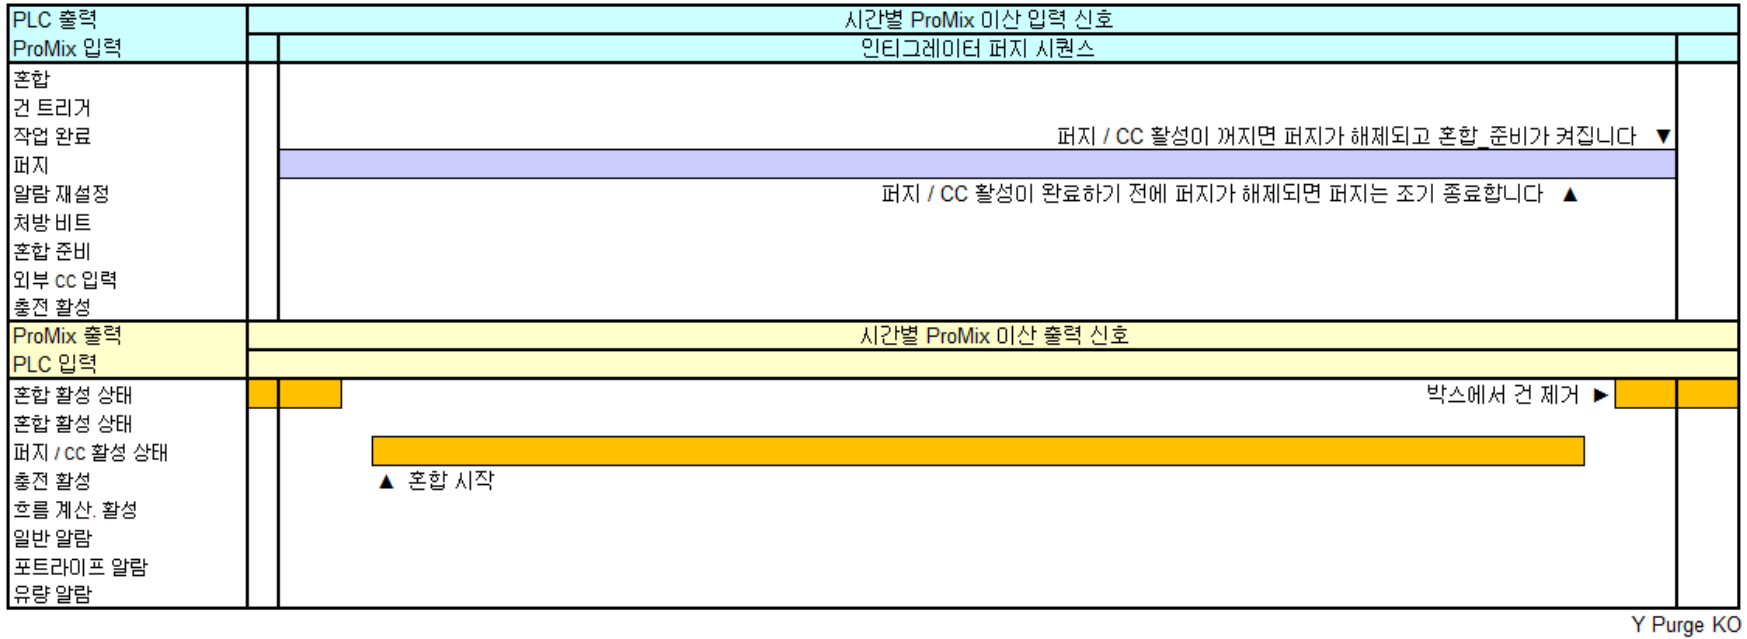 PLC 출력
시간별 ProMix 이산 입력 신호
ProMix 입력
인티그레이터 퍼지 시퀀스
혼합
건 트리거
작업 완료
퍼지 / CC 활성이 꺼지면 퍼지가 해제되고 혼합_준비가 켜집니다 ▼
퍼지
알람 재설정
퍼지 / CC 활성이 완료하기 전에 퍼지가 해제되면 퍼지는 조기 종료합니다 ▲
처방 비트
혼합 준비
외부 CC 입력
충전 활성
ProMix 출력
시간별 ProMix 이산 출력 신호
PLC 입력
혼합 활성 상태
박스에서 건 제거 ►
혼합 활성 상태
퍼지 / CC 활성 상태
충전 활성
▲ 혼합 시작
흐름 계산. 활성
일반 알람
포트라이프 알람
유량 알람
Y Purge KO